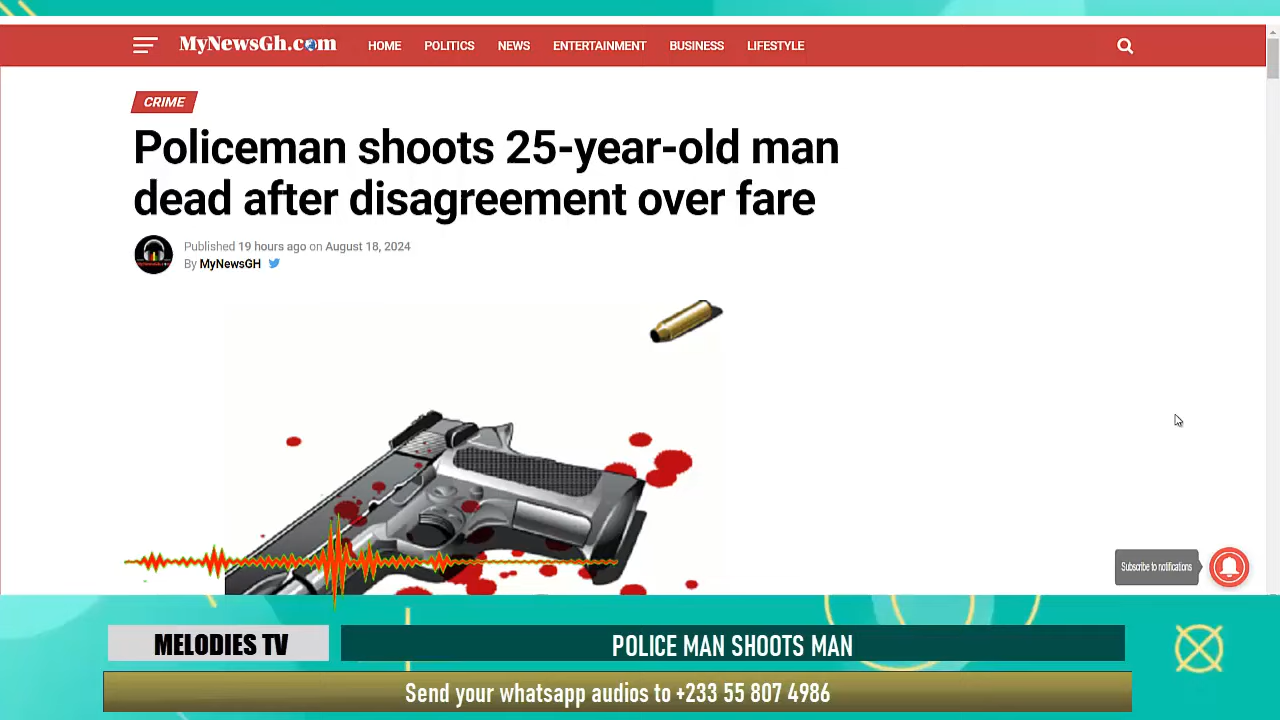 MyNewsGh.com
HOME POLITICS NEWS ENTERTAINMENT BUSINESS LIFESTYLE
CRIME
Policeman shoots 25-year-old man
dead after disagreement over fare
Published 19 hours ago on August 18, 2024
By MyNewsGH
Subscribe to notifications
MELODIES TV
POLICE MAN SHOOTS MAN
Send your whatsapp audios to +233 55 807 4986